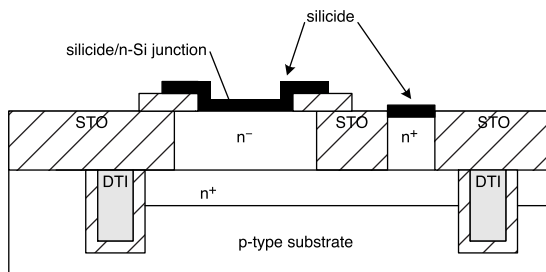 silicide
silicide/n-Si junction
STO STO STO
n⁻ n⁺
DTI DTI
n⁺
p-type substrate